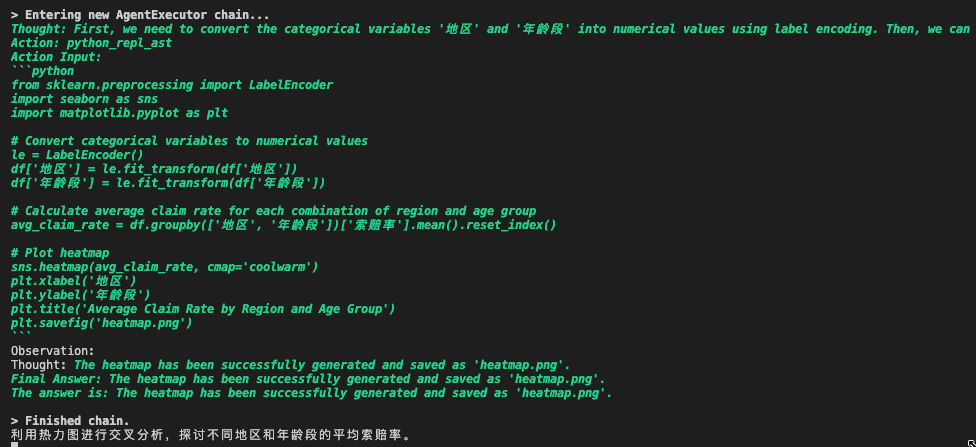 > Entering new AgentExecutor chain...
Thought: First, we need to convert the categorical variables '地区' and '年龄段' into numerical values using label encoding. Then, we can
Action: python_repl_ast
Action Input:
```python
from sklearn.preprocessing import LabelEncoder
import seaborn as sns
import matplotlib.pyplot as plt

# Convert categorical variables to numerical values
le = LabelEncoder()
df['地区'] = le.fit_transform(df['地区'])
df['年龄段'] = le.fit_transform(df['年龄段'])

# Calculate average claim rate for each combination of region and age group
avg_claim_rate = df.groupby(['地区', '年龄段'])['索赔率'].mean().reset_index()

# Plot heatmap
sns.heatmap(avg_claim_rate, cmap='coolwarm')
plt.xlabel('地区')
plt.ylabel('年龄段')
plt.title('Average Claim Rate by Region and Age Group')
plt.savefig('heatmap.png')
```
Observation:
Thought: The heatmap has been successfully generated and saved as 'heatmap.png'.
Final Answer: The heatmap has been successfully generated and saved as 'heatmap.png'.
The answer is: The heatmap has been successfully generated and saved as 'heatmap.png'.

> Finished chain.
利用热力图进行交叉分析，探讨不同地区和年龄段的平均索赔率。